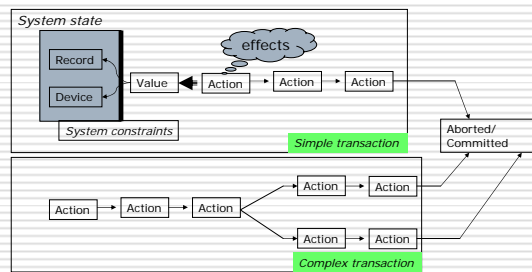 System state
effects
Record
Value
Action
Action
Action
Device
System constraints
Aborted/
Committed
Simple transaction
Action
Action
Action
Action
Action
Action
Action
Complex transaction